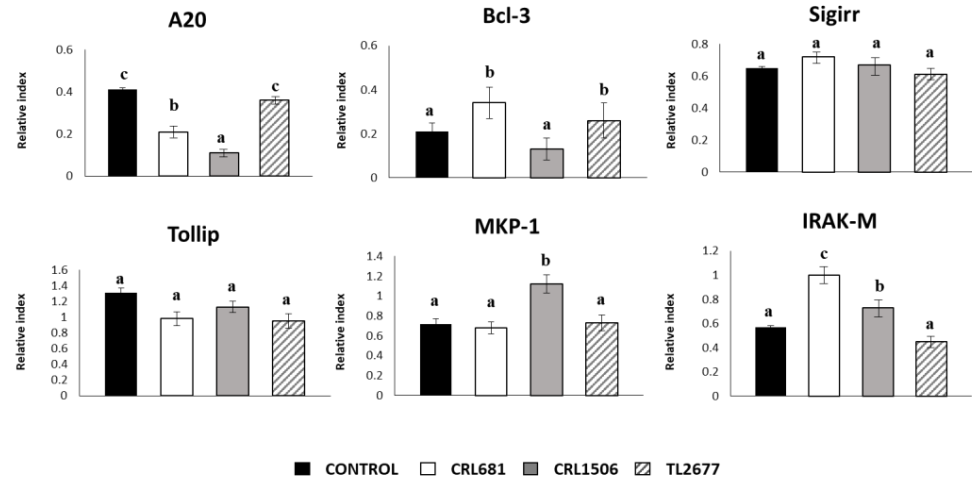 A20
Bcl-3
Sigirr
Relative index
0.6
0.4
0.2
0
c
b
a
c
Relative index
0.6
0.4
0.2
0
a
b
a
b
Relative index
0.8
0.6
0.4
0.2
0
a
a
a
a
Tollip
MKP-1
IRAK-M
Relative index
1.6
1.4
1.2
1
0.8
0.6
0.4
0.2
0
a
a
a
a
Relative index
1.4
1.2
1
0.8
0.6
0.4
0.2
0
a
a
b
a
Relative index
1.2
1
0.8
0.6
0.4
0.2
0
a
c
b
a
CONTROL CRL681 CRL1506 TL2677